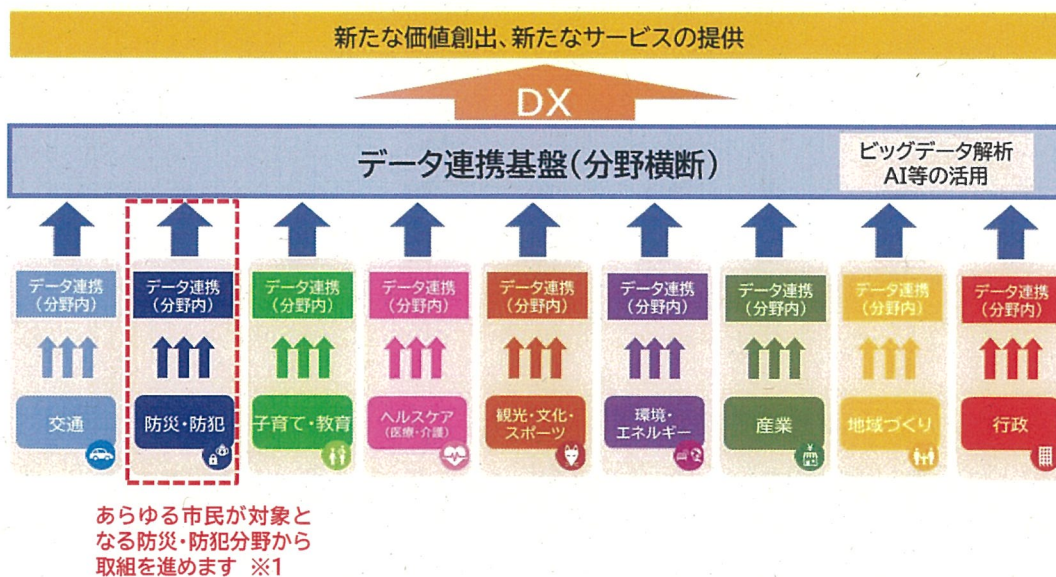 新たな価値創出、新たなサービスの提供
DX
データ連携基盤(分野横断)
ビッグデータ解析
AI等の活用
データ連携
(分野内)
データ連携
(分野内)
データ連携
(分野内)
データ連携
(分野内)
データ連携
(分野内)
データ連携
(分野内)
データ連携
(分野内)
データ連携
(分野内)
データ連携
(分野内)
交通
防災・防犯
子育て・教育
ヘルスケア
(医療・介護)
観光・文化・
スポーツ
環境・
エネルギー
産業
地域づくり
行政
あらゆる市民が対象と
なる防災・防犯分野から
取組を進めます ※1